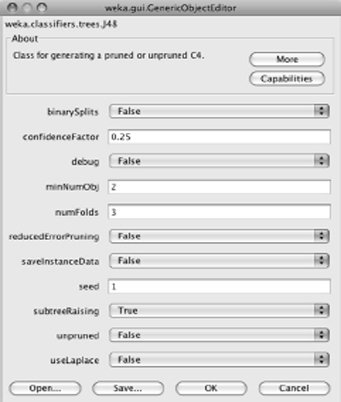 weka.gui.GenericObjectEditor
weka.classifiers.trees.J48
About
Class for generating a pruned or unpruned C4.
More
Capabilities
binarySplits False
confidenceFactor 0.25
debug False
minNumObj 2
numFolds 3
reducedErrorPruning False
saveInstanceData False
seed 1
subtreeRaising True
unpruned False
useLaplace False
Open... Save... OK Cancel